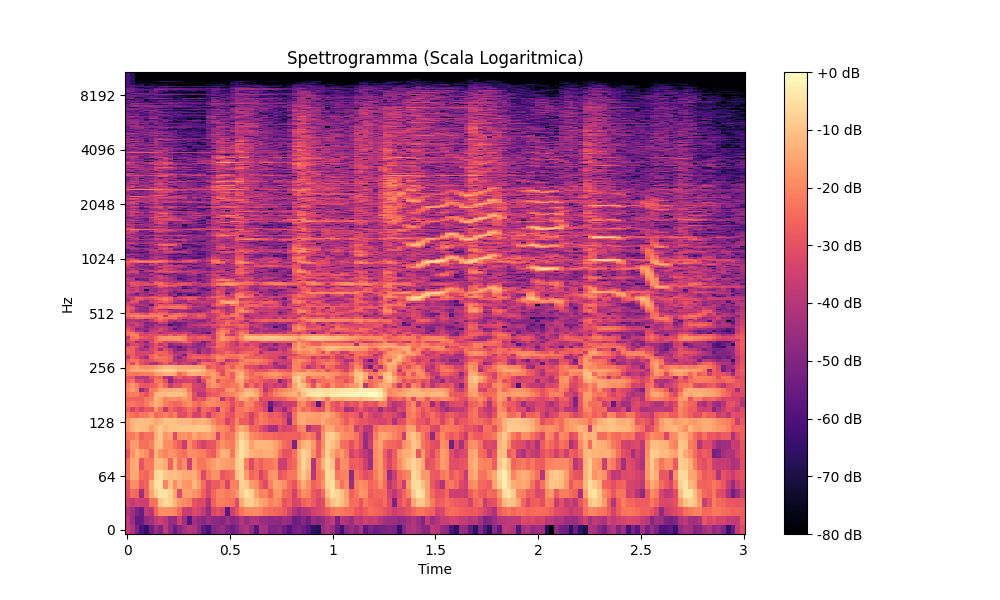 Spettrogramma (Scala Logaritmica)
Hz
8192
4096
2048
1024
512
256
128
64
0
0
0.5
1
1.5
2
2.5
3
Time
+0 dB
-10 dB
-20 dB
-30 dB
-40 dB
-50 dB
-60 dB
-70 dB
-80 dB